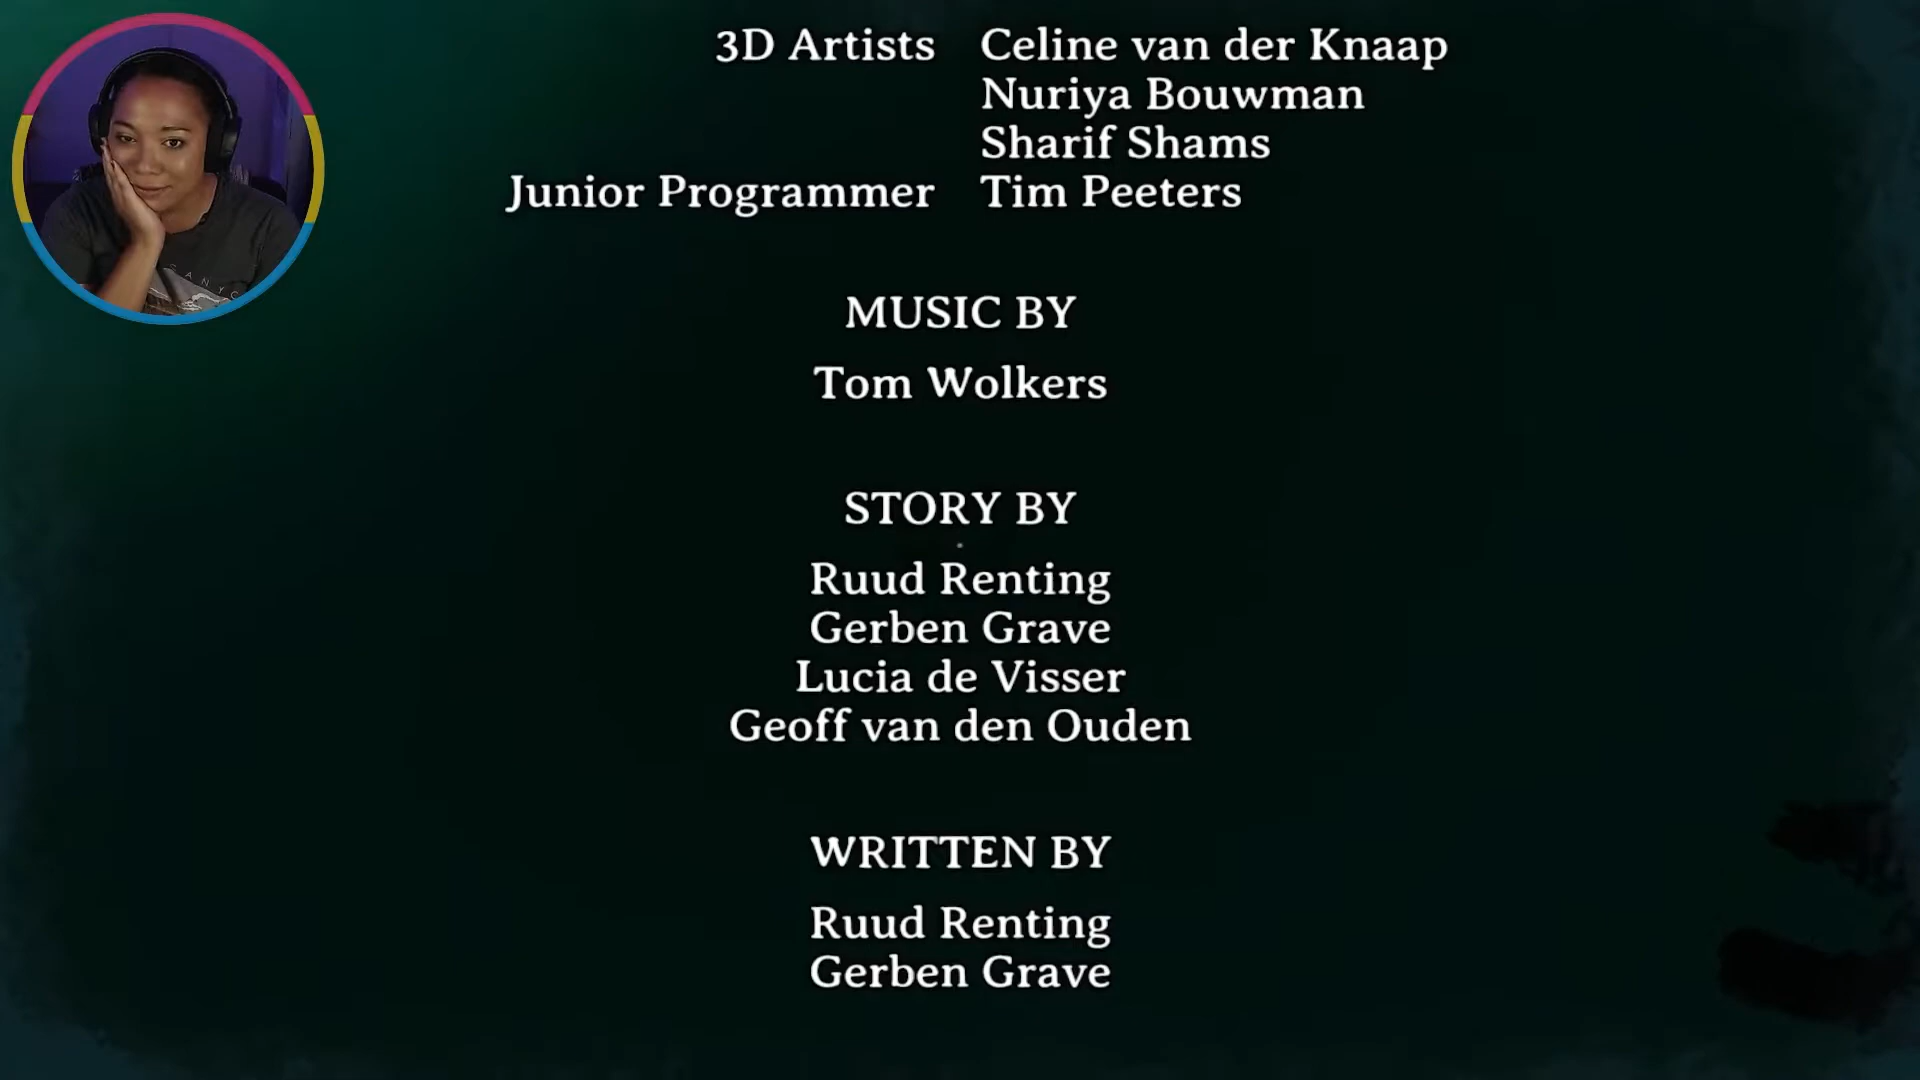 3D Artists Celine van der Knaap
Nuriya Bouwman
Sharif Shams
Junior Programmer Tim Peeters
MUSIC BY
Tom Wolkers
STORY BY
Ruud Renting
Gerben Grave
Lucia de Visser
Geoff van den Ouden
WRITTEN BY
Ruud Renting
Gerben Grave